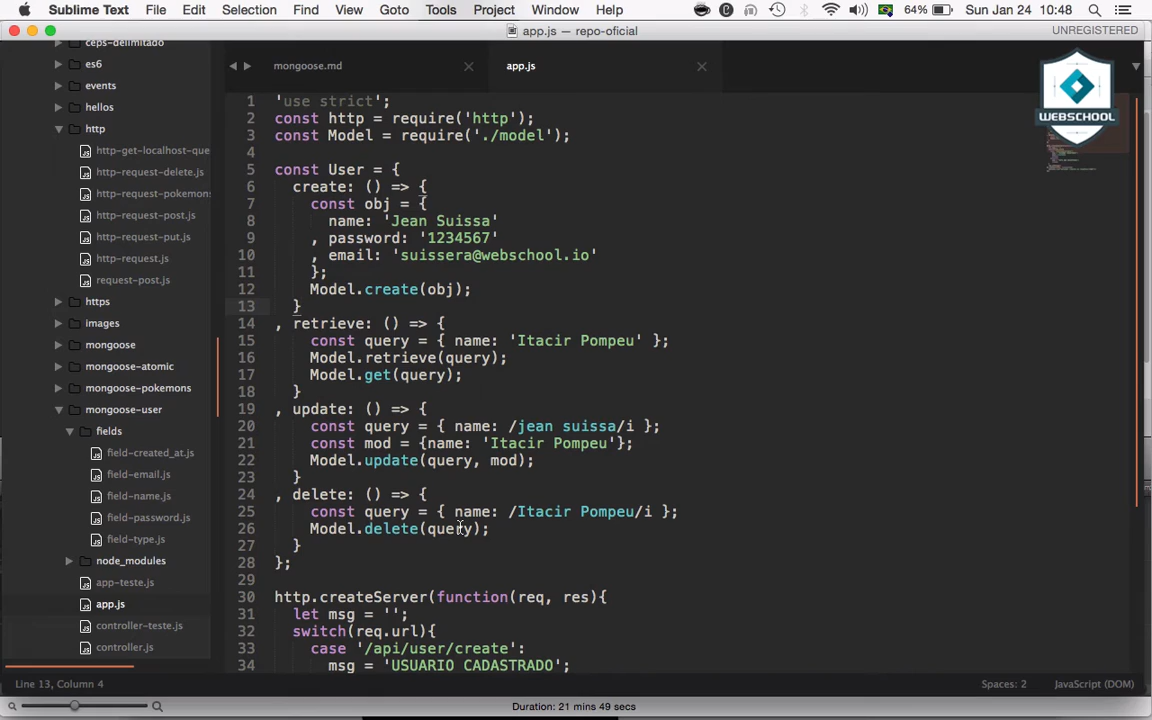 Sublime Text File Edit Selection Find View Goto Tools Project Window Help 64% Sun Jan 24 10:48
app.js — repo-oficial UNREGISTERED
ceps-delimitado
es6
events
hellos
http
http-get-localhost-que
http-request-delete.js
http-request-pokemons
http-request-post.js
http-request-put.js
http-request.js
request-post.js
https
images
mongoose
mongoose-atomic
mongoose-pokemons
mongoose-user
fields
field-created_at.js
field-email.js
field-name.js
field-password.js
field-type.js
node_modules
app-teste.js
app.js
controller-teste.js
controller.js
mongoose.md app.js
WEBSCHOOL
1 'use strict';
2 const http = require('http');
3 const Model = require('./model');
4
5 const User = {
6 create: () => {
7 const obj = {
8 name: 'Jean Suissa'
9 , password: '1234567'
10 , email: 'suissera@webschool.io'
11 };
12 Model.create(obj);
13 }
14 , retrieve: () => {
15 const query = { name: 'Itacir Pompeu' };
16 Model.retrieve(query);
17 Model.get(query);
18 }
19 , update: () => {
20 const query = { name: /jean suissa/i };
21 const mod = {name: 'Itacir Pompeu'};
22 Model.update(query, mod);
23 }
24 , delete: () => {
25 const query = { name: /Itacir Pompeu/i };
26 Model.delete(query);
27 }
28 };
29
30 http.createServer(function(req, res){
31 let msg = '';
32 switch(req.url){
33 case '/api/user/create':
34 msg = 'USUARIO CADASTRADO';
Line 13, Column 4 Spaces: 2 JavaScript (DOM)
Duration: 21 mins 49 secs